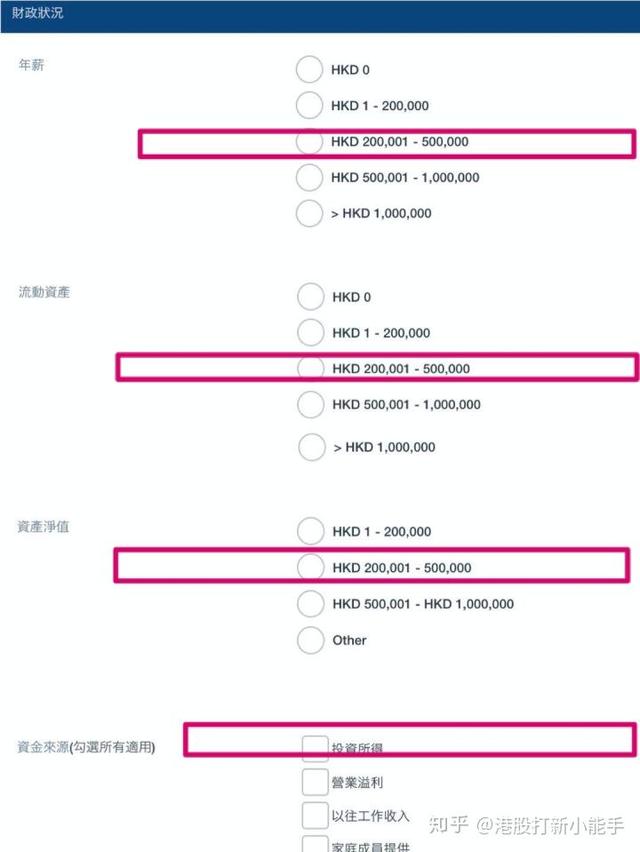 財政狀況
年薪
HKD 0
HKD 1 - 200,000
HKD 200,001 - 500,000
HKD 500,001 - 1,000,000
> HKD 1,000,000
流動資產
HKD 0
HKD 1 - 200,000
HKD 200,001 - 500,000
HKD 500,001 - 1,000,000
> HKD 1,000,000
資產淨值
HKD 1 - 200,000
HKD 200,001 - 500,000
HKD 500,001 - HKD 1,000,000
Other
資金來源(勾選所有適用)
投資所得
營業溢利
以往工作收入
家庭成員提供
知乎 @港股打新小能手